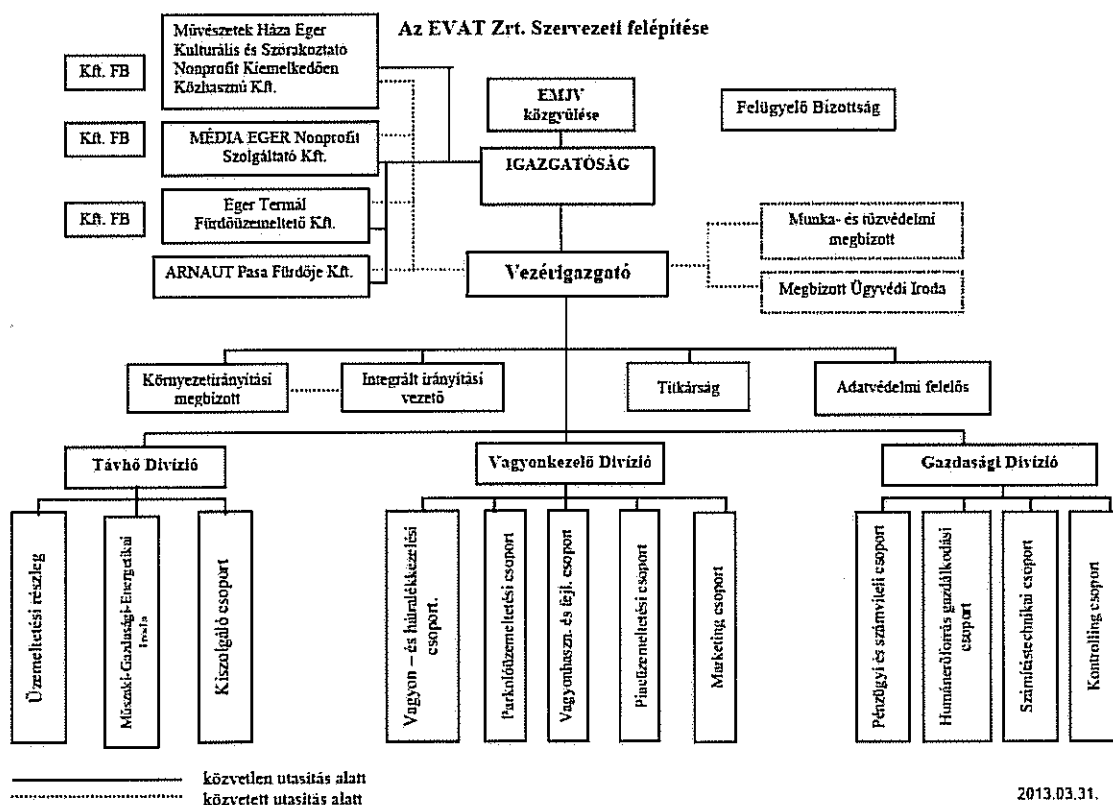 Az EVAT Zrt. Szervezeti felépítése
Művészetek Háza Eger
Kulturális és Szórakoztató
Nonprofit Kiemelkedően
Közhasznú Kft.
Kft. FB
EMJV
közgyűlése
Felügyelő Bizottság
Kft. FB
MÉDIA EGER Nonprofit
Szolgáltató Kft.
IGAZGATÓSÁG
Kft. FB
Eger Termál
Fürdőüzemeltető Kft.
Munka- és tűzvédelmi
megbízott
ARNAUT Pasa Fürdője Kft.
Vezérigazgató
Megbízott Ügyvédi Iroda
Környezetirányítási
megbízott
Integrált irányítási
vezető
Titkárság
Adatvédelmi felelős
Távhő Divízió
Vagyonkezelő Divízió
Gazdasági Divízió
Üzemeltetési részleg
Műszaki-Gazdasági-Energetikai
Iroda
Kiszolgáló csoport
Vagyon – és hátralékkezelési
csoport.
Parkolóüzemeltetési csoport
Vagyonhaszn. és fejl. csoport
Pinceüzemeltetési csoport
Marketing csoport
Pénzügyi és számviteli csoport
Humánerőforrás gazdálkodási
csoport
Számítástechnikai csoport
Kontrolling csoport
közvetlen utasítás alatt
közvetett utasítás alatt
2013.03.31.